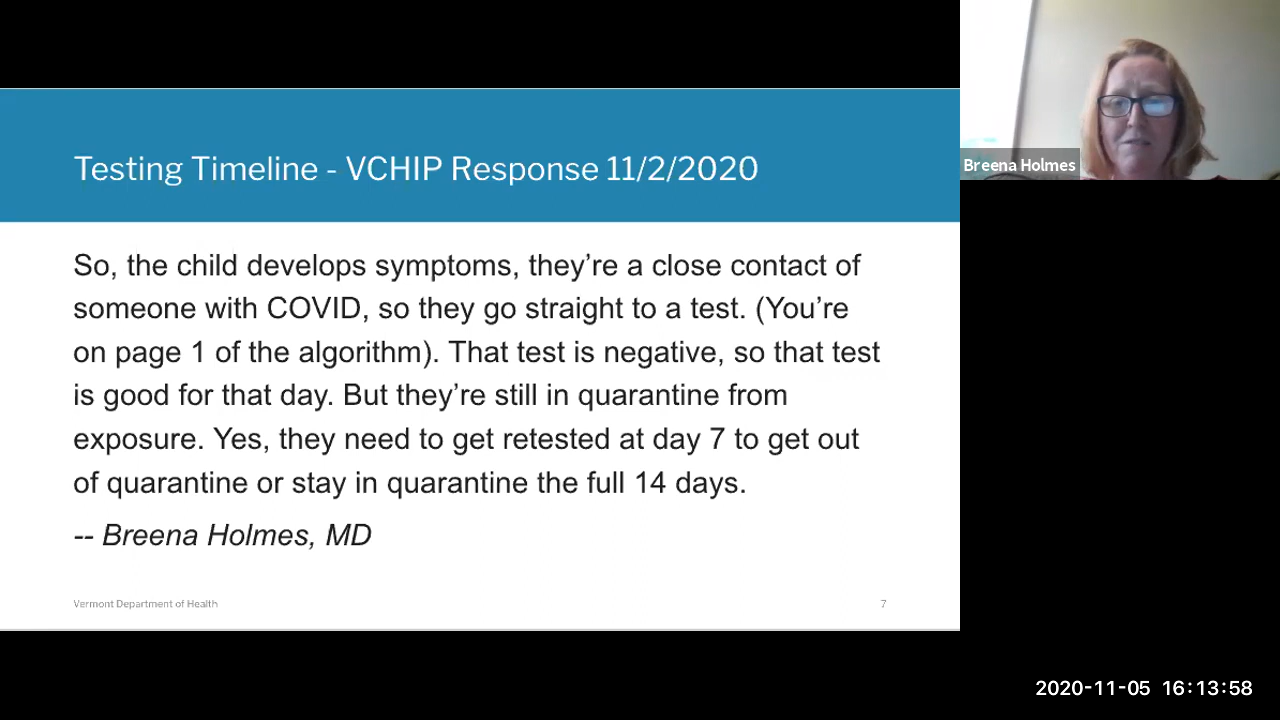 Testing Timeline - VCHIP Response 11/2/2020
Breena Holmes
So, the child develops symptoms, they’re a close contact of
someone with COVID, so they go straight to a test. (You’re
on page 1 of the algorithm). That test is negative, so that test
is good for that day. But they’re still in quarantine from
exposure. Yes, they need to get retested at day 7 to get out
of quarantine or stay in quarantine the full 14 days.
-- Breena Holmes, MD
Vermont Department of Health
7
2020-11-05 16:13:58